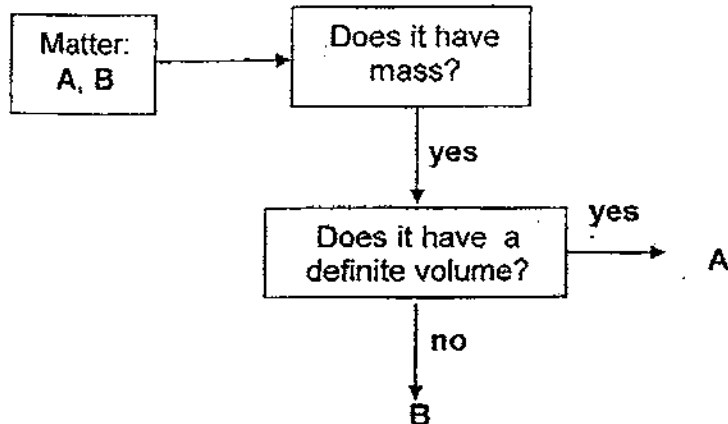 Matter:
A, B
Does it have
mass?
yes
Does it have a
definite volume?
yes
A
no
B